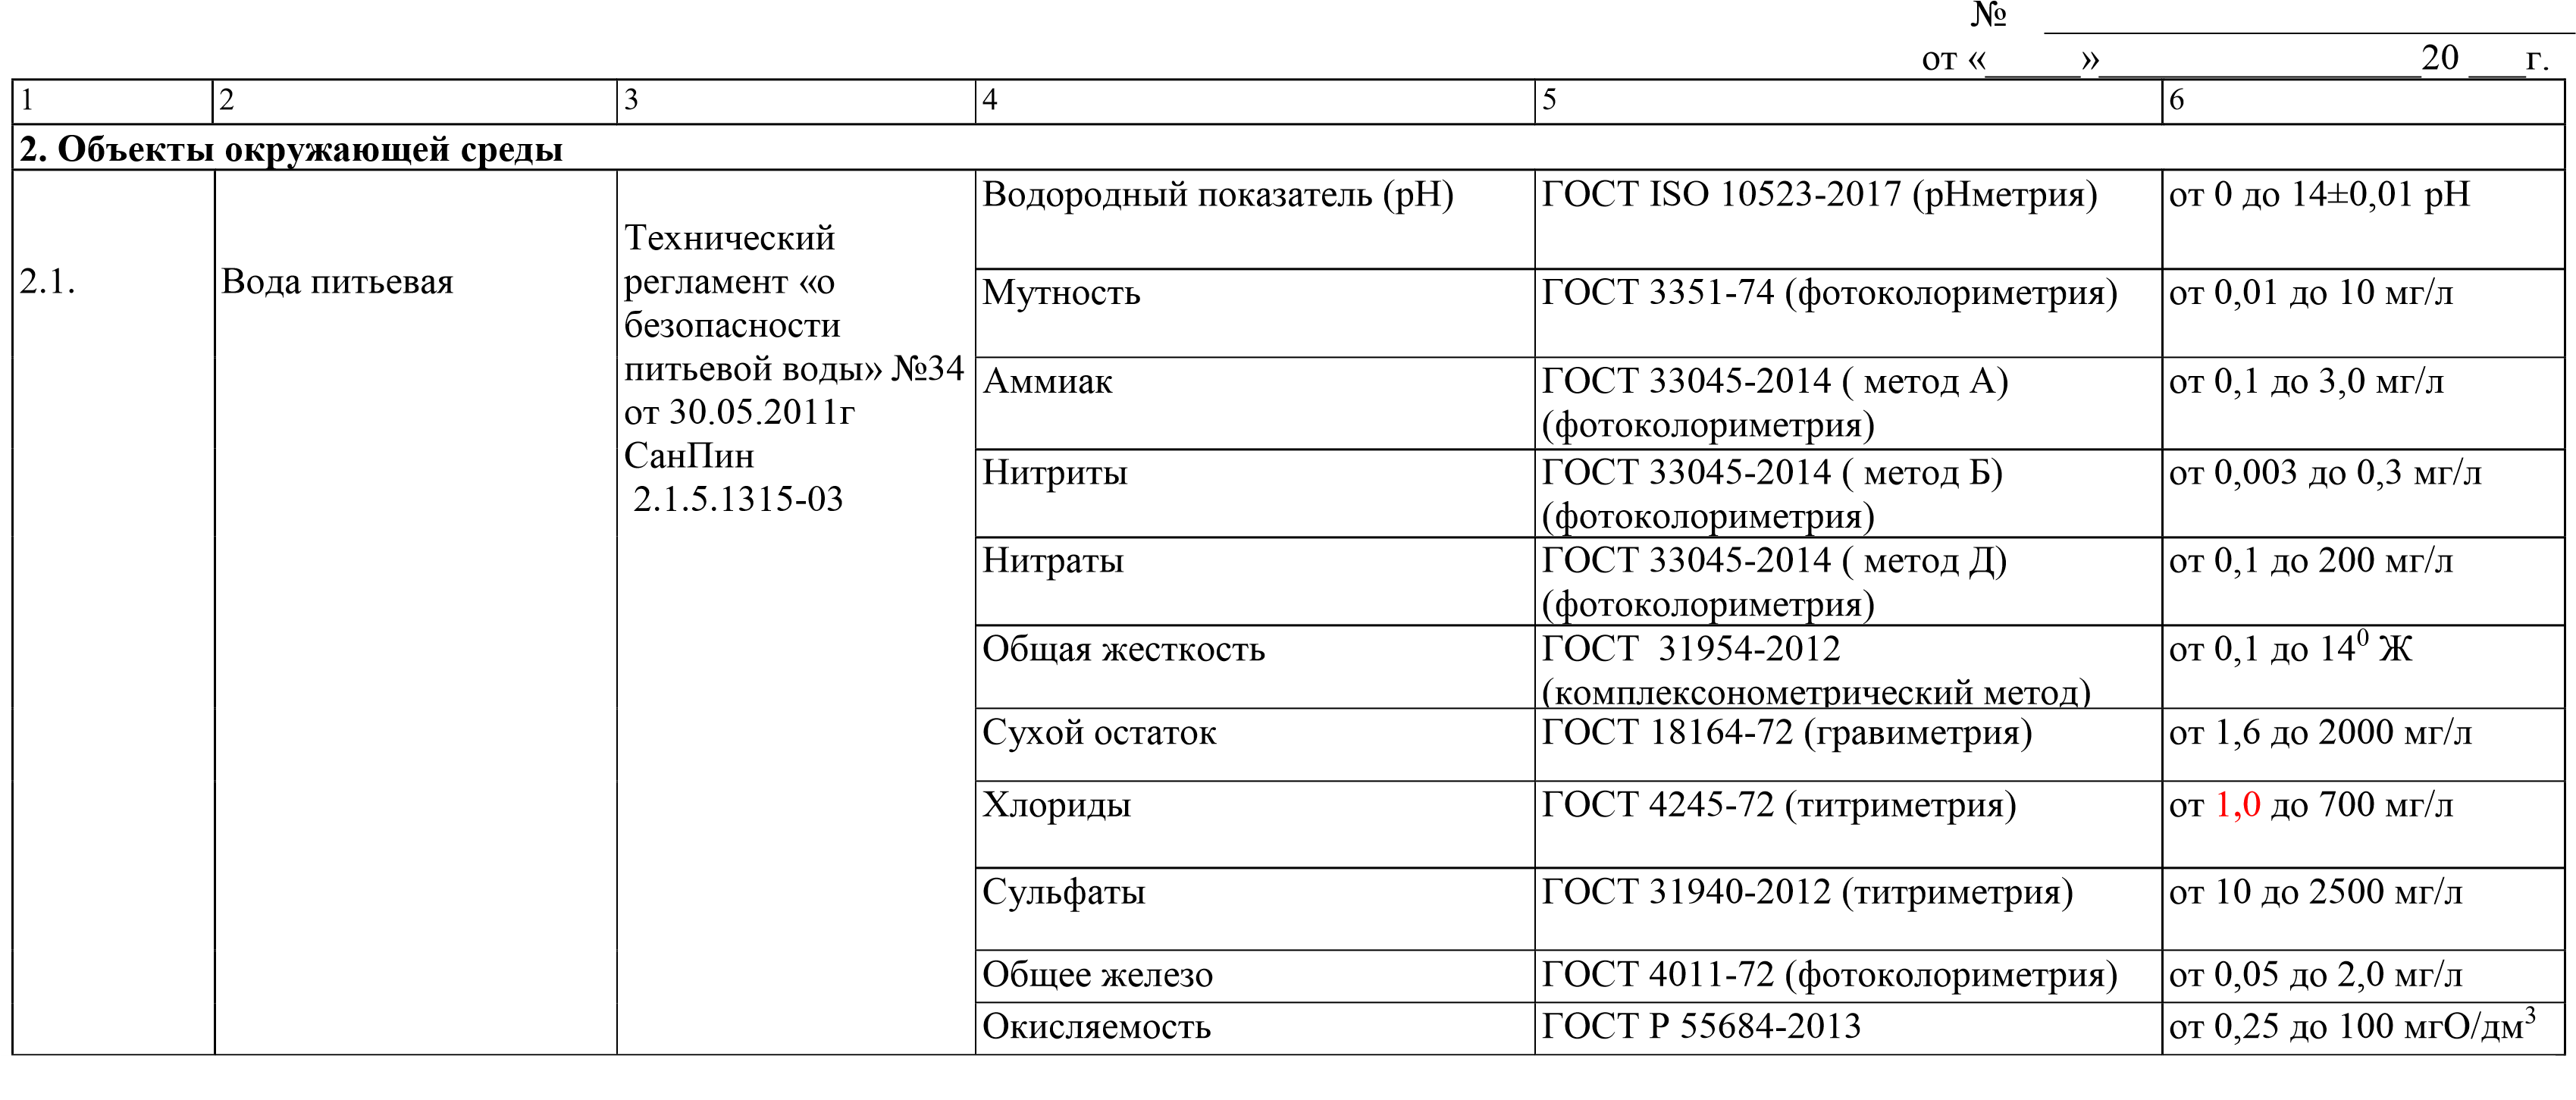 № ____________________
от «_____»_________________20 ___г.
1 2 3 4 5 6
2. Объекты окружающей среды
2.1.
Вода питьевая
Технический
регламент «о
безопасности
питьевой воды» №34
от 30.05.2011г
СанПин
2.1.5.1315-03
Водородный показатель (pH) ГОСТ ISO 10523-2017 (pHметрия) от 0 до 14±0,01 pH
Мутность ГОСТ 3351-74 (фотоколориметрия) от 0,01 до 10 мг/л
Аммиак ГОСТ 33045-2014 ( метод А) от 0,1 до 3,0 мг/л
(фотоколориметрия)
Нитриты ГОСТ 33045-2014 ( метод Б) от 0,003 до 0,3 мг/л
(фотоколориметрия)
Нитраты ГОСТ 33045-2014 ( метод Д) от 0,1 до 200 мг/л
(фотоколориметрия)
Общая жесткость ГОСТ  31954-2012 от 0,1 до 14⁰ Ж
(комплексонометрический метод)
Сухой остаток ГОСТ 18164-72 (гравиметрия) от 1,6 до 2000 мг/л
Хлориды ГОСТ 4245-72 (титриметрия) от 1,0 до 700 мг/л
Сульфаты ГОСТ 31940-2012 (титриметрия) от 10 до 2500 мг/л
Общее железо ГОСТ 4011-72 (фотоколориметрия) от 0,05 до 2,0 мг/л
Окисляемость ГОСТ Р 55684-2013 от 0,25 до 100 мгО/дм³